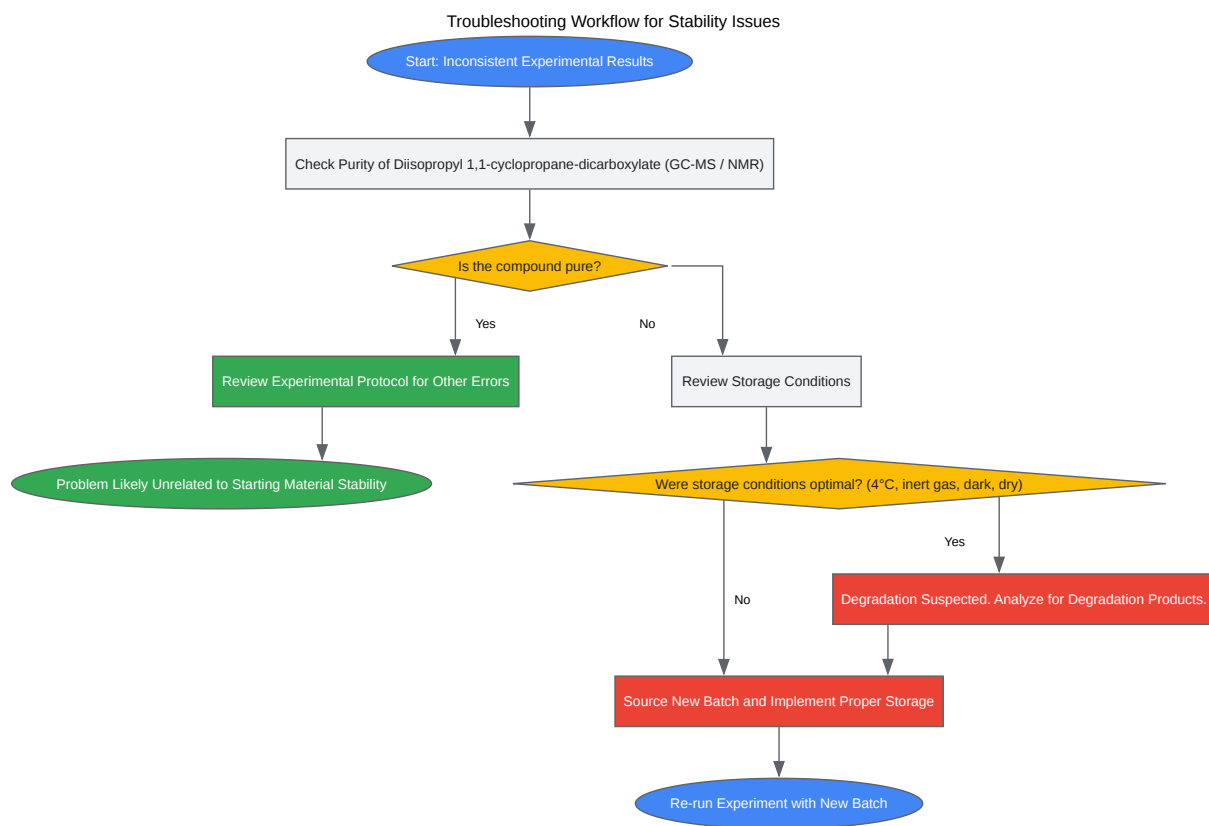 Troubleshooting Workflow for Stability Issues
Start: Inconsistent Experimental Results
Check Purity of Diisopropyl 1,1-cyclopropane-dicarboxylate (GC-MS / NMR)
Is the compound pure?
Yes
No
Review Experimental Protocol for Other Errors
Review Storage Conditions
Problem Likely Unrelated to Starting Material Stability
Were storage conditions optimal? (4°C, inert gas, dark, dry)
Yes
No
Degradation Suspected. Analyze for Degradation Products.
Source New Batch and Implement Proper Storage
Re-run Experiment with New Batch